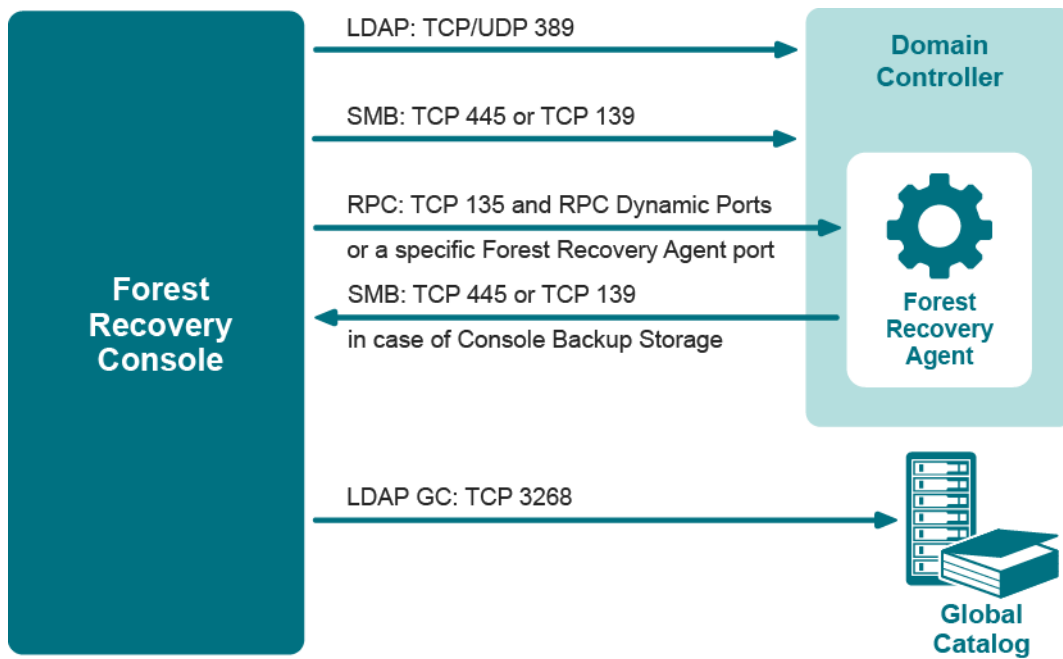 LDAP: TCP/UDP 389
Domain
Controller
SMB: TCP 445 or TCP 139
RPC: TCP 135 and RPC Dynamic Ports
or a specific Forest Recovery Agent port
SMB: TCP 445 or TCP 139
in case of Console Backup Storage
Forest
Recovery
Agent
Forest
Recovery
Console
LDAP GC: TCP 3268
Global
Catalog